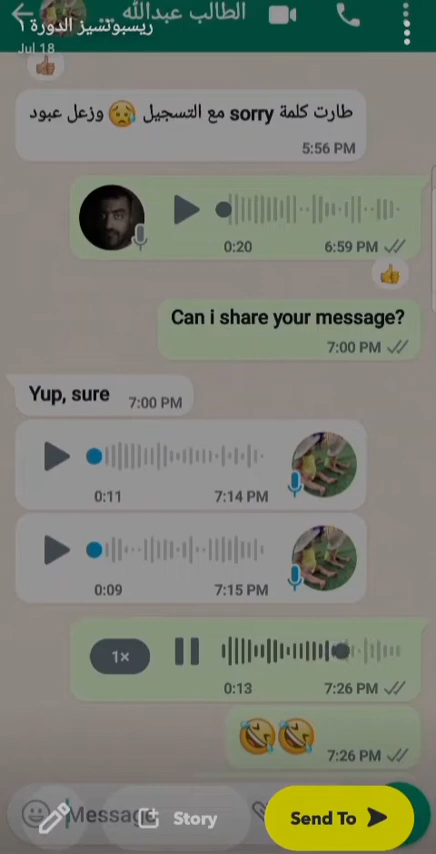 الطالب عبدالله...
ريسبونسيز الدورة ١
Jul 18
طارت كلمة sorry مع التسجيل 😥 وزعل عبود
5:56 PM
0:20 6:59 PM
Can i share your message?
7:00 PM
Yup, sure 7:00 PM
0:11 7:14 PM
0:09 7:15 PM
1×
0:13 7:26 PM
🤣🤣 7:26 PM
Message
Story
Send To